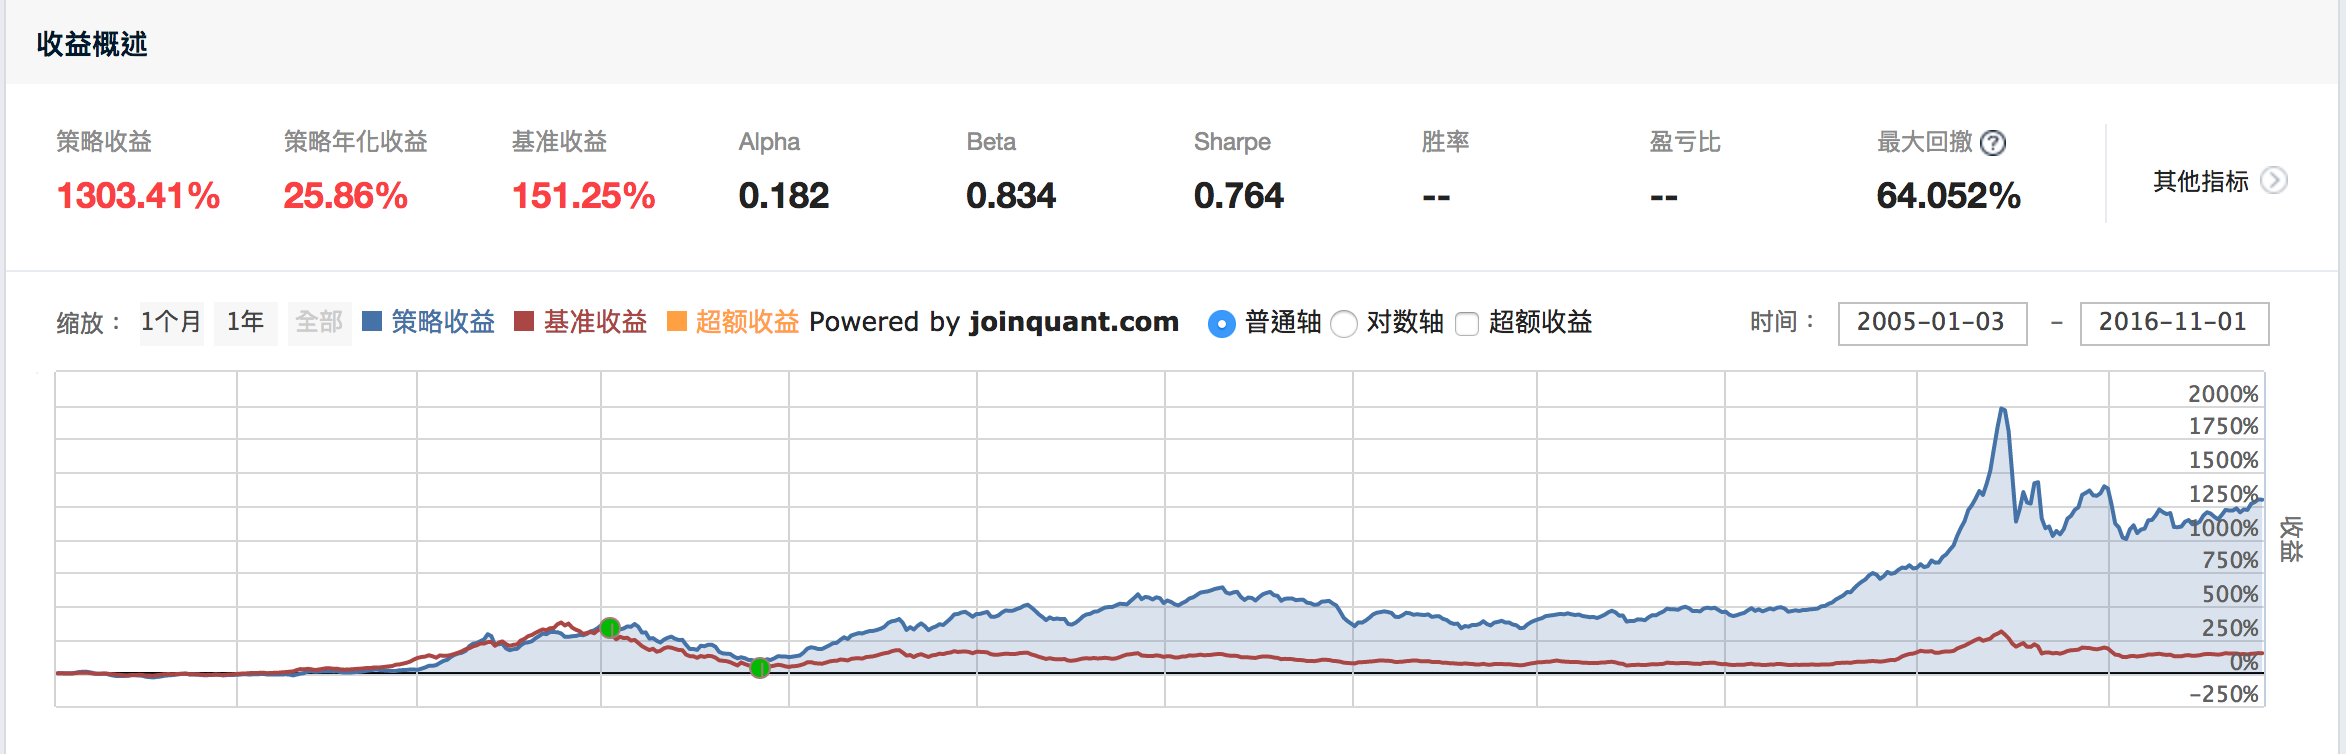 收益概述
策略收益 策略年化收益 基准收益 Alpha Beta Sharpe 胜率 盈亏比 最大回撤 ?
1303.41% 25.86% 151.25% 0.182 0.834 0.764 -- -- 64.052%
其他指标
缩放： 1个月 1年 全部 策略收益 基准收益 超额收益 Powered by joinquant.com 普通轴 对数轴 超额收益 时间： 2005-01-03 - 2016-11-01
2000%
1750%
1500%
1250%
1000%
750%
500%
250%
0%
-250%
收益